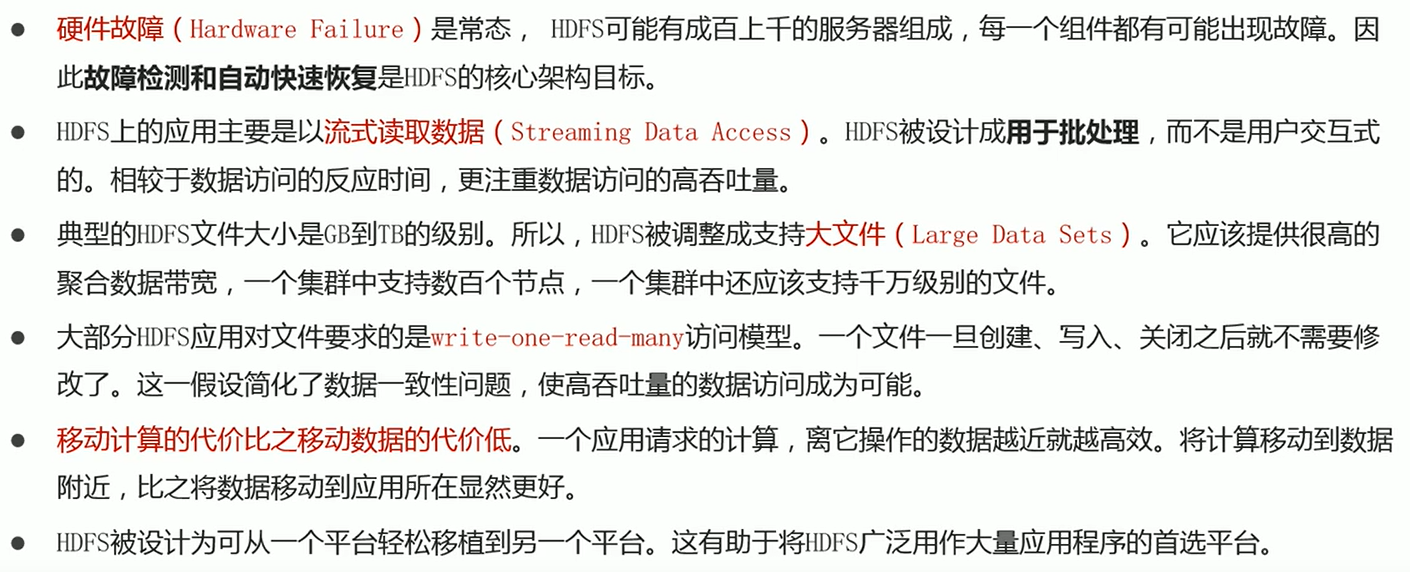 ● 硬件故障（Hardware Failure）是常态， HDFS可能有成百上千的服务器组成，每一个组件都有可能出现故障。因
此故障检测和自动快速恢复是HDFS的核心架构目标。
● HDFS上的应用主要是以流式读取数据（Streaming Data Access）。HDFS被设计成用于批处理，而不是用户交互式
的。相较于数据访问的反应时间，更注重数据访问的高吞吐量。
● 典型的HDFS文件大小是GB到TB的级别。所以，HDFS被调整成支持大文件（Large Data Sets）。它应该提供很高的
聚合数据带宽，一个集群中支持数百个节点，一个集群中还应该支持千万级别的文件。
● 大部分HDFS应用对文件要求的是write-one-read-many访问模型。一个文件一旦创建、写入、关闭之后就不需要修
改了。这一假设简化了数据一致性问题，使高吞吐量的数据访问成为可能。
● 移动计算的代价比之移动数据的代价低。一个应用请求的计算，离它操作的数据越近就越高效。将计算移动到数据
附近，比之将数据移动到应用所在显然更好。
● HDFS被设计为可从一个平台轻松移植到另一个平台。这有助于将HDFS广泛用作大量应用程序的首选平台。